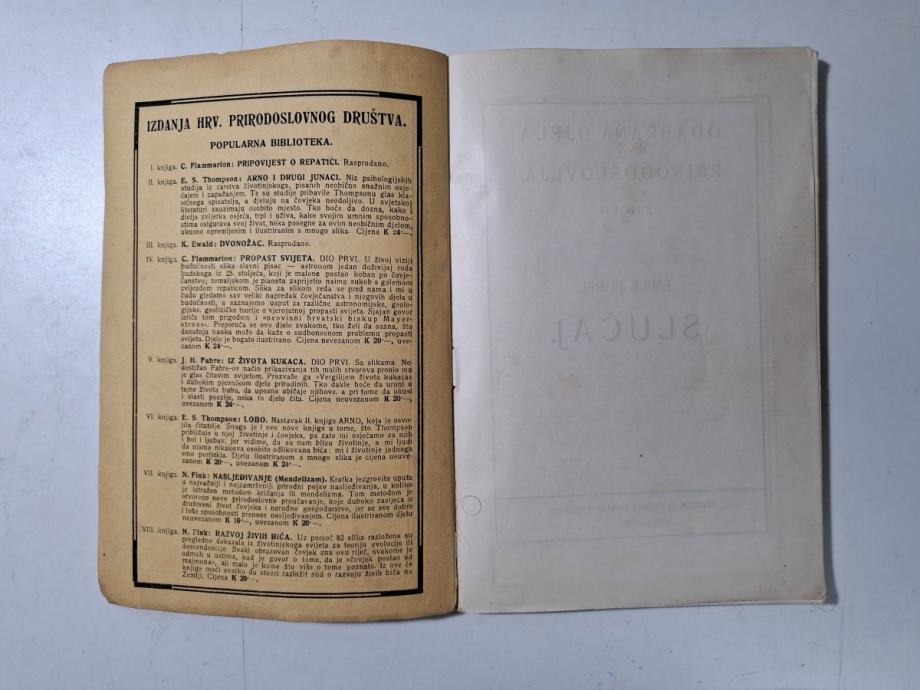 IZDANJA HRV. PRIRODOSLOVNOG DRUŠTVA.
POPULARNA BIBLIOTEKA.
I. knjiga. C. Flammarion: PRIPOVIJEST O REPATICI. Rasprodano.
II. knjiga. E. S. Thompson: ARNO I DRUGI JUNACI. Niz psihologijskih
studija iz carstva životinjskoga, pisanih neobično snažnim osje-
ćajem i zapažanjem. Te su studije pribavile Thompsonu glas kla-
sičnoga spisatelja, a djeluju na čovjeka neodoljivo. U svjetskoj
literaturi zauzimaju osobito mjesto. Tko hoće da dozna, kako i
divlja zvijerka osjeća, trpi i uživa, kako svojim umnim sposobno-
stima osigurava svoj život, neka posegne za ovim neobičnim djelom,
ukusno opremljenim i ilustriranim s mnogo slika. Cijena K 24·—,
III. knjiga. K. Ewald: DVONOŽAC. Rasprodano.
IV. knjiga. C. Flammarion: PROPAST SVIJETA. DIO PRVI. U živoj viziji
budućnosti slika slavni pisac — astronom jedan doživljaj roda
ljudskoga iz 25. stoljeća, koji je malone postao koban po čovje-
čanstvo; zemaljskom je planetu zaprijetio naime sukob s golemom
zvijezdom repaticom. Slika za slikom reda se pred nama i mi u
čudu gledamo sav veliki napredak čovječanstva i njegovih djela u
budućnosti, a saznajemo usput za različne astronomijske, geolo-
gijske, geofizičke teorije o vjerojatnoj propasti svijeta. Sjajan govor
izriče tom prigodom i »neovisni hrvatski biskup Mayer-
stross«. Preporuča se ovo djelo svakome, tko želi da sazna, što
današnja nauka može da kaže o sudbonosnom problemu propasti
svijeta. Djelo je bogato ilustrirano. Cijena nevezanom K 20·—, uve-
zanom K 24·—.
V. knjiga. J. H. Fabre: IZ ŽIVOTA KUKACA. DIO PRVI. Sa slikama. Ne-
dostižan Fabre-ov način prikazivanja tih malih stvorova pronio mu
je glas čitavim svijetom. Prozvaše ga »Vergilijem života kukaca«
i dubokim pjesnikom djela prirodinih. Tko dakle hoće da uroni u
tajne života buba, da upozna običaje njihove, a pri tome da okusi
i slasti poezije, neka to djelo čita. Cijena neuvezanom K 20·—,
uvezanom K 24·—.
VI. knjiga. E. S. Thompson: LOBO. Nastavak II. knjige ARNO, koja je osvo-
jila čitatelje. Snaga je i ove nove knjige u tome, što Thompson
približuje u njoj životinje i čovjeka, pa zato mi osjećamo za njih
i bol i ljubav, jer vidimo, da su nam blizu životinje, a mi ljudi
da nismo nikakova osobito odlikovana bića: mi i životinje jednoga
smo porijekla. Djelu ilustriranom s mnogo slika je cijena neuve-
zanom K 20·—, uvezanom K 24·—.
VII. knjiga. N. Fink: NASLJEĐIVANJE (Mendelizam). Kratka jezgrovita uputa
u najvažniji i najzamršeniji prirodni pojav nasljeđivanja, u koliko
je istražen metodom križanja ili mendelizma. Tom metodom je
otvoreno novo prirodoslovno proučavanje, koje duboko zasijeca u
društveni život čovjeka i narodno gospodarstvo, jer se sve dobre
i loše sposobnosti prenose nasljeđivanjem. Cijena ilustriranom djelu
neuvezanom K 16·—, uvezanom K 20·—.
VIII. knjiga. N. Fink: RAZVOJ ŽIVIH BIĆA. Uz pomoć 82 slika razložena su
pregledno dokazala iz životinjskoga svijeta za teoriju evolucije ili
descendencije. Svaki obrazovan čovjek zna ovu riječ, svakome je
odmah u ustima, kad je govor o tome, da je »čovjek postao od
majmuna«, ali malo je kome što više o tome poznato. Iz ove će
knjige moći svatko da stvori razložit sud o razvoju živih bića na
Zemlji. Cijena K 20·—.
ODABRANA DJELA
PRIRODOSLOVLJA.
EMILE BOREL
SLUČAJ.